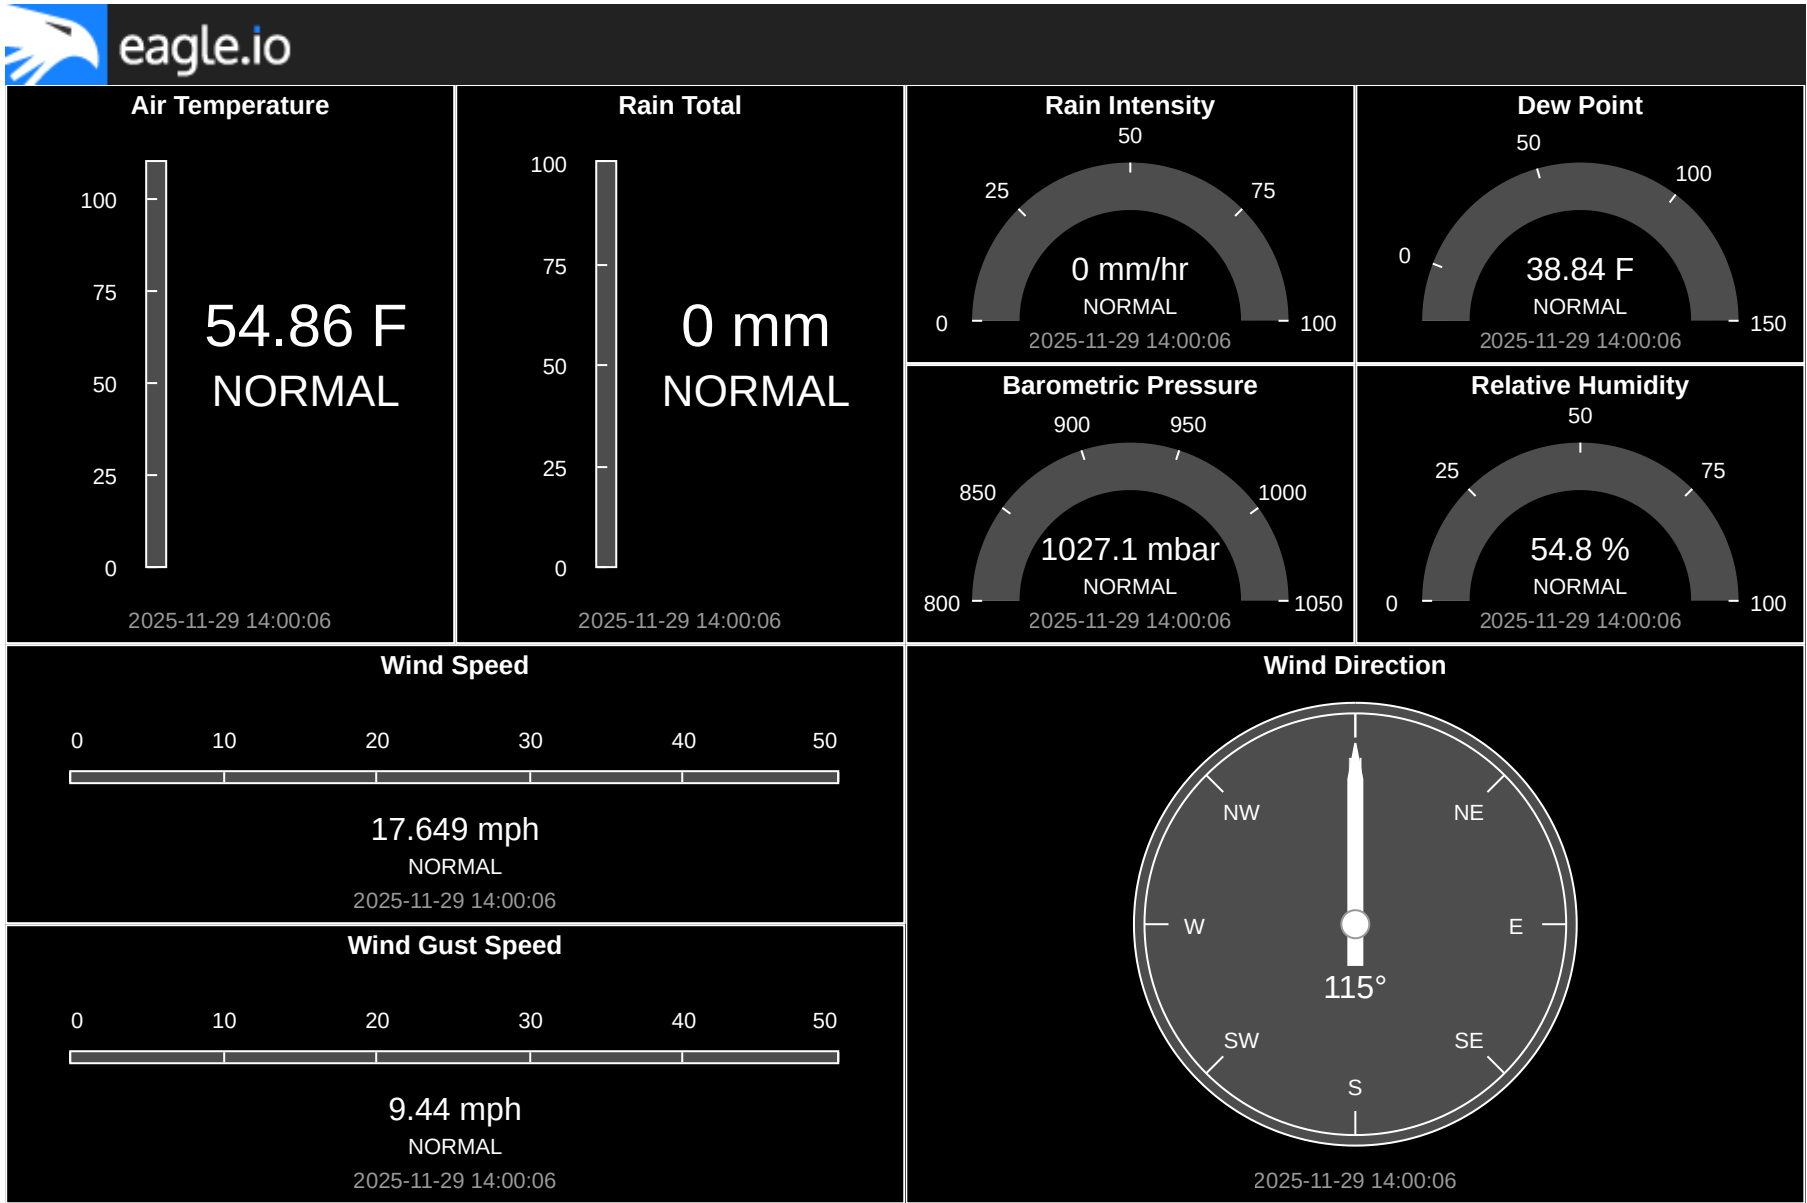 eagle.io
Air Temperature
100
75
50
25
0
54.86 F
NORMAL
2025-11-29 14:00:06
Rain Total
100
75
50
25
0
0 mm
NORMAL
2025-11-29 14:00:06
Rain Intensity
0
25
50
75
100
0 mm/hr
NORMAL
2025-11-29 14:00:06
Dew Point
0
50
100
150
38.84 F
NORMAL
2025-11-29 14:00:06
Barometric Pressure
800
850
900
950
1000
1050
1027.1 mbar
NORMAL
2025-11-29 14:00:06
Relative Humidity
0
25
50
75
100
54.8 %
NORMAL
2025-11-29 14:00:06
Wind Speed
0 10 20 30 40 50
17.649 mph
NORMAL
2025-11-29 14:00:06
Wind Gust Speed
0 10 20 30 40 50
9.44 mph
NORMAL
2025-11-29 14:00:06
Wind Direction
NW NE
W E
115°
SW SE
S
2025-11-29 14:00:06